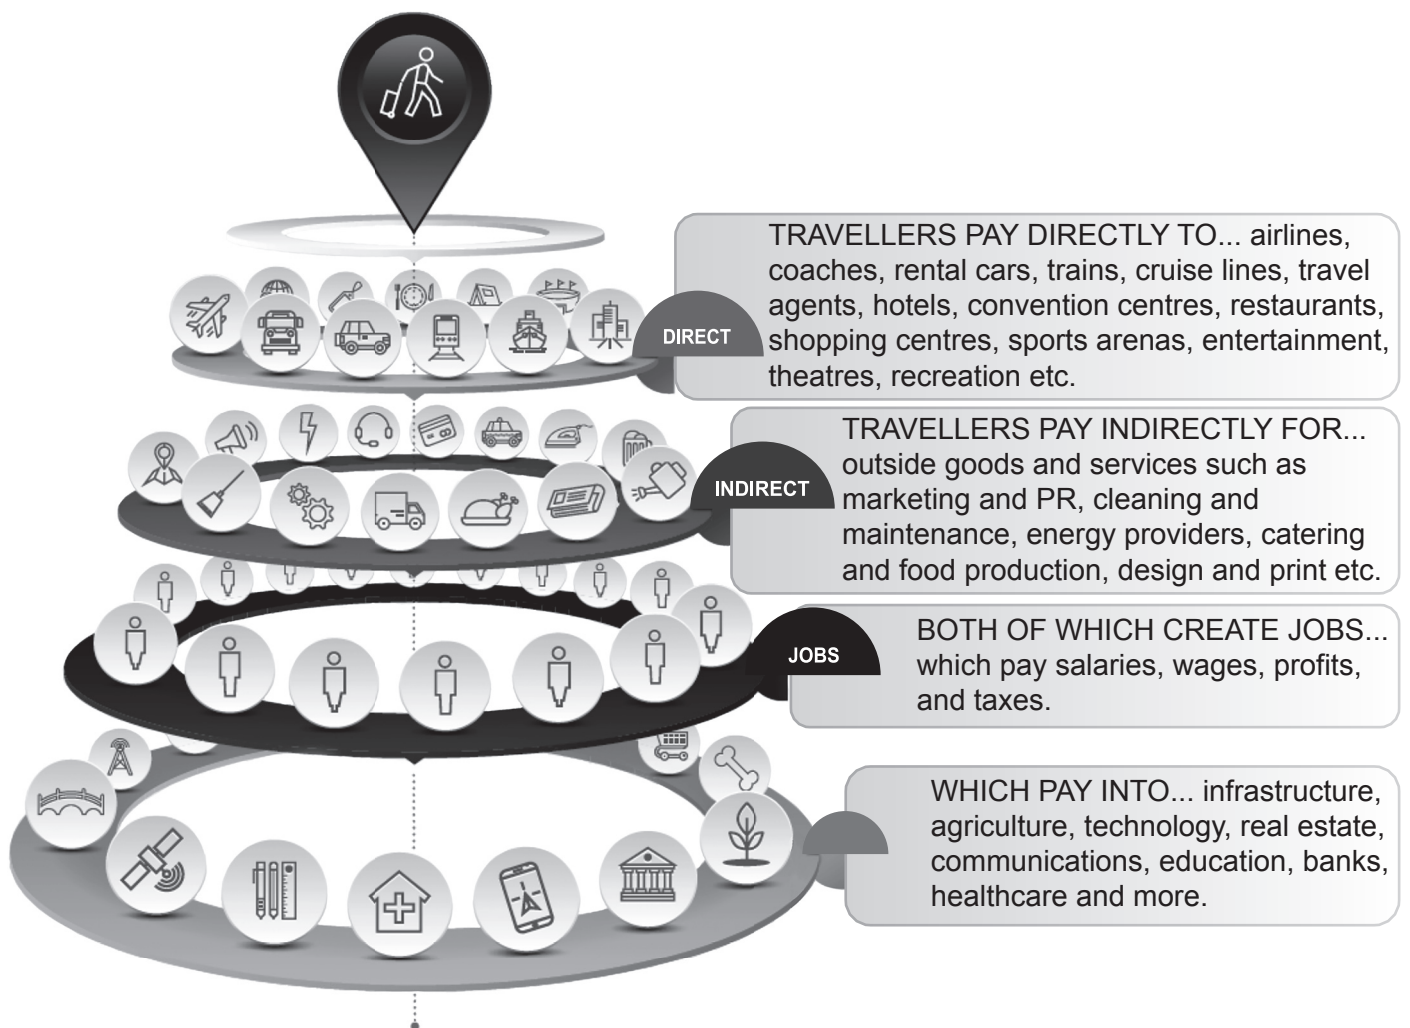 TRAVELLERS PAY DIRECTLY TO... airlines,
coaches, rental cars, trains, cruise lines, travel
agents, hotels, convention centres, restaurants,
shopping centres, sports arenas, entertainment,
theatres, recreation etc.
DIRECT
TRAVELLERS PAY INDIRECTLY FOR...
outside goods and services such as
marketing and PR, cleaning and
maintenance, energy providers, catering
and food production, design and print etc.
INDIRECT
BOTH OF WHICH CREATE JOBS...
which pay salaries, wages, profits,
and taxes.
JOBS
WHICH PAY INTO... infrastructure,
agriculture, technology, real estate,
communications, education, banks,
healthcare and more.